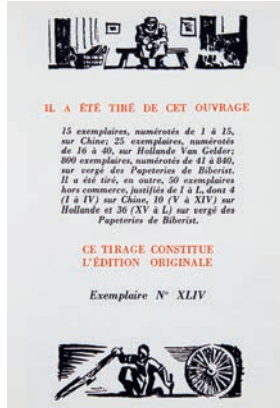 IL A ÉTÉ TIRÉ DE CET OUVRAGE
15 exemplaires, numérotés de 1 à 15,
sur Chine; 25 exemplaires, numérotés
de 16 à 40, sur Hollande Van Gelder;
800 exemplaires, numérotés de 41 à 840,
sur vergé des Papeteries de Biberist.
Il a été tiré, en outre, 50 exemplaires
hors commerce, justifiés de I à L, dont 4
(I à IV) sur Chine, 10 (V à XIV) sur
Hollande et 36 (XV à L) sur vergé des
Papeteries de Biberist.
CE TIRAGE CONSTITUE
L'ÉDITION ORIGINALE
Exemplaire Nº XLIV